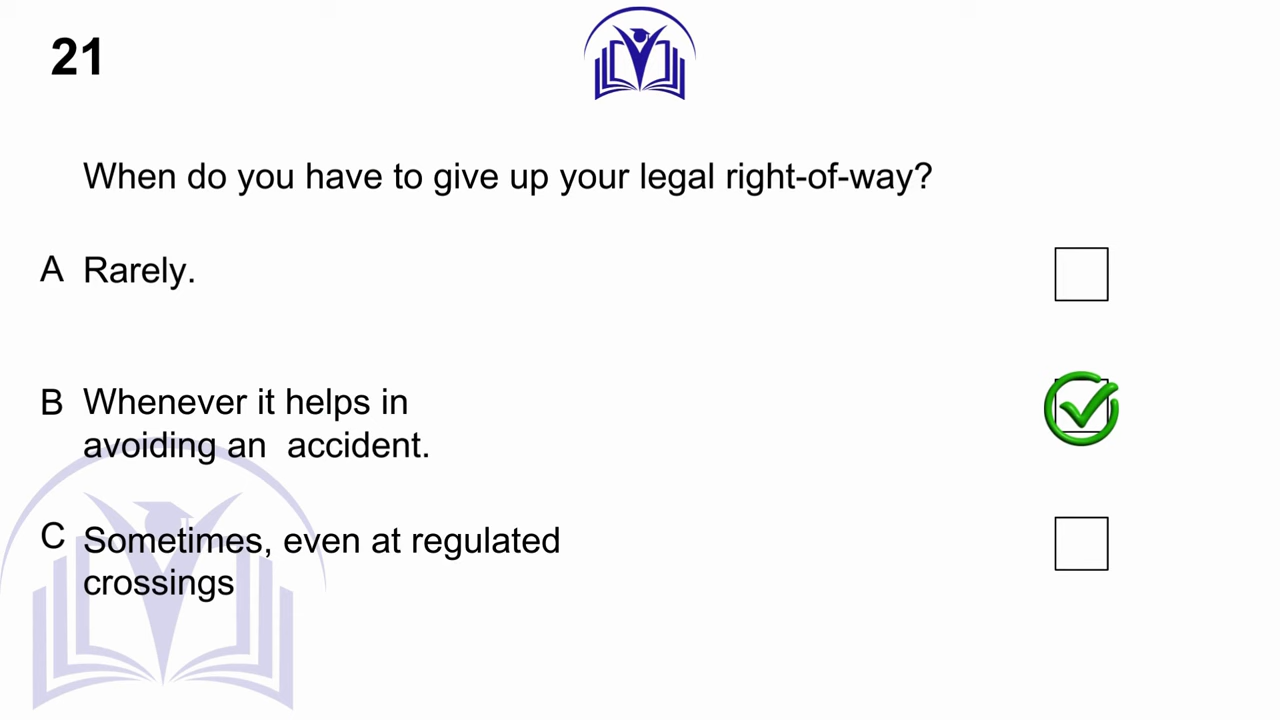 21
When do you have to give up your legal right-of-way?
A Rarely.
B Whenever it helps in
avoiding an accident.
C Sometimes, even at regulated
crossings